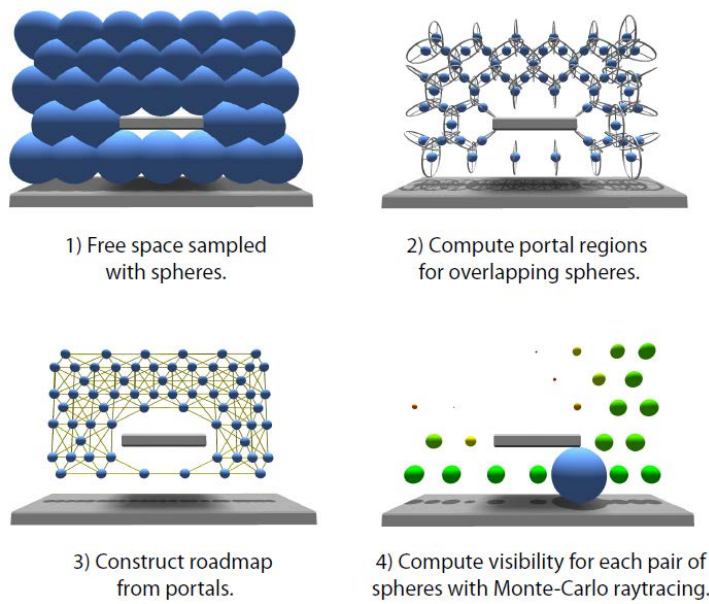 1) Free space sampled
with spheres.
2) Compute portal regions
for overlapping spheres.
3) Construct roadmap
from portals.
4) Compute visibility for each pair of
spheres with Monte-Carlo raytracing.